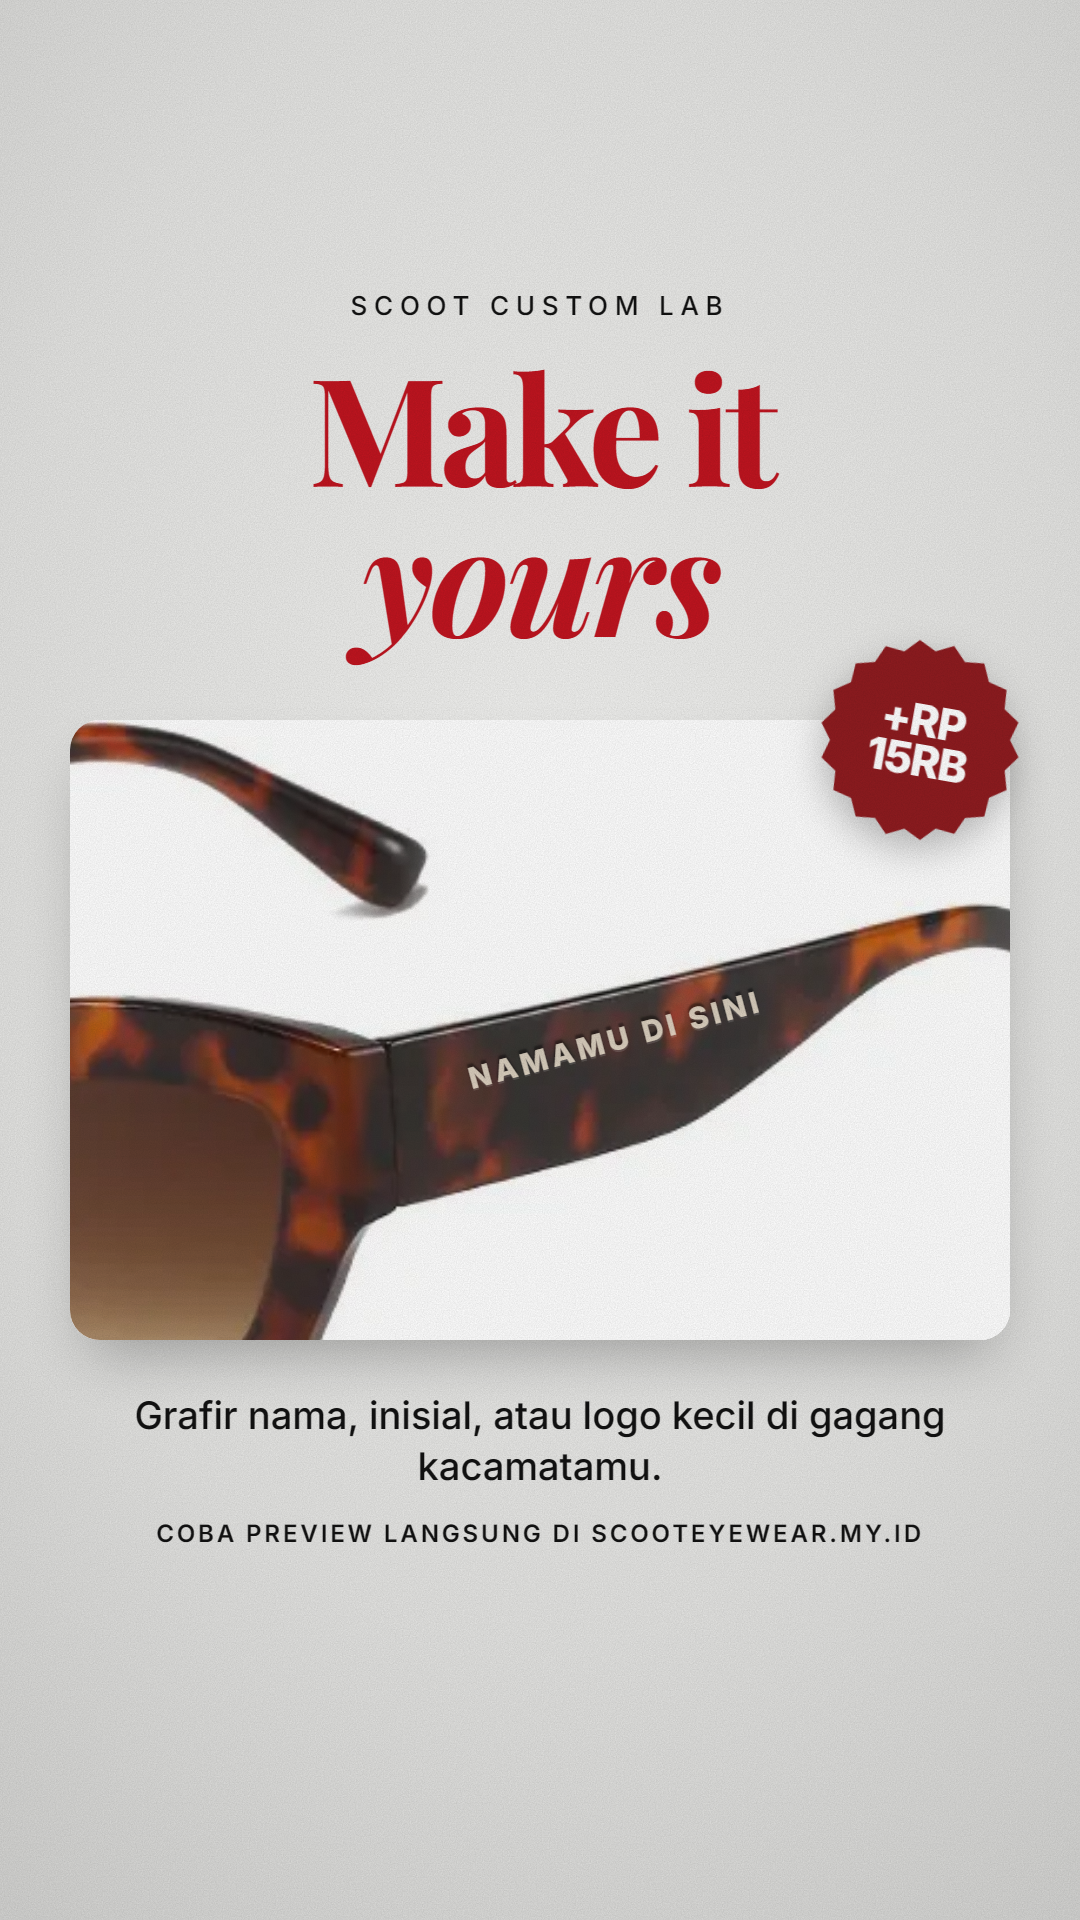 SCOOT CUSTOM LAB
Make it
yours
+RP
15RB
NAMAMU DI SINI
Grafir nama, inisial, atau logo kecil di gagang
kacamatamu.
COBA PREVIEW LANGSUNG DI SCOOTEYEWEAR.MY.ID